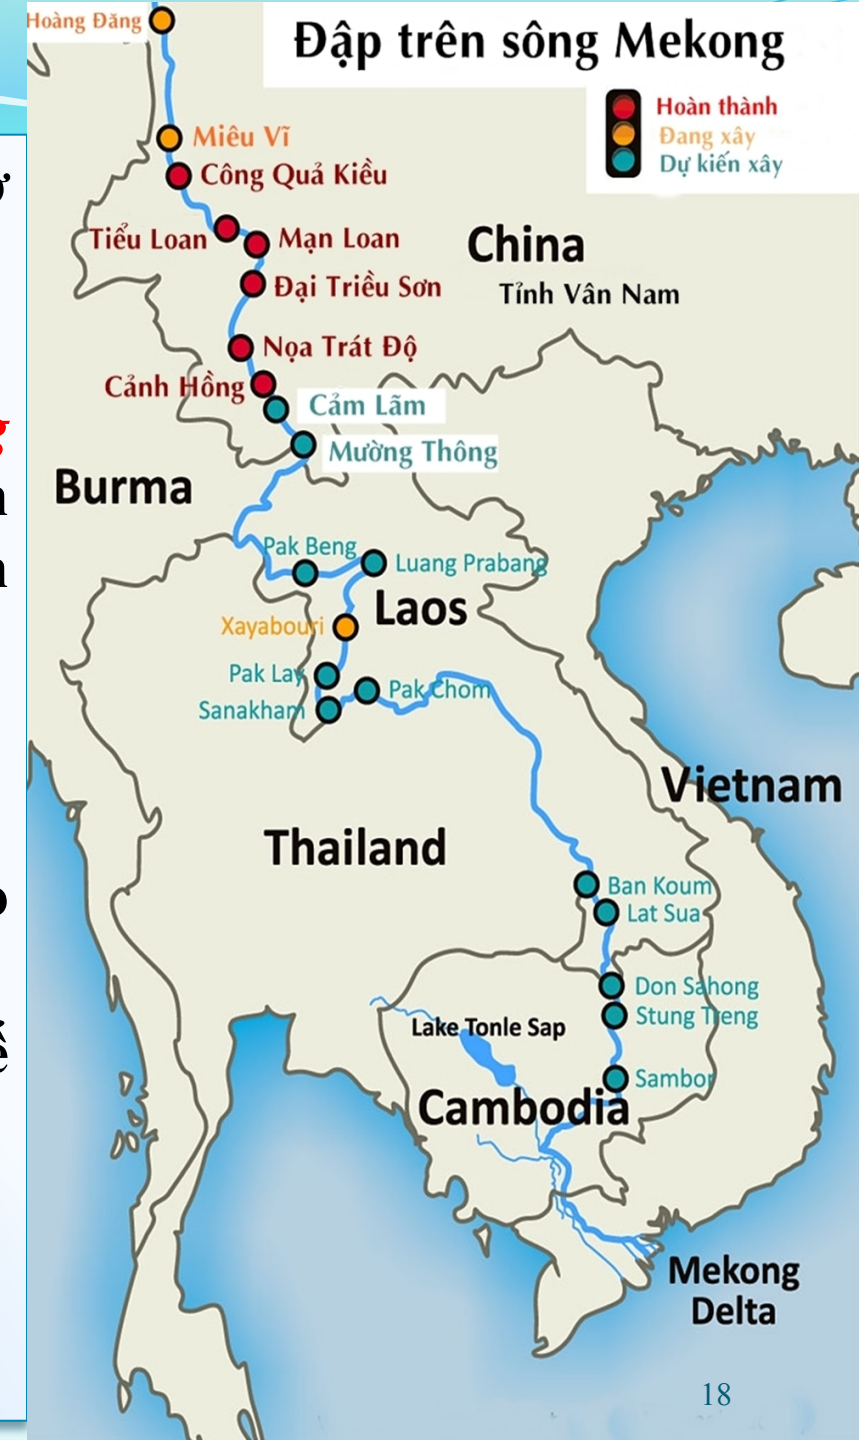 Đập trên sông Mekong
Hoàn thành
Đang xây
Dự kiến xây
Hoàng Đăng
Miêu Vĩ
Công Quả Kiều
Tiểu Loan
Mạn Loan
China
Đại Triều Sơn
Tỉnh Vân Nam
Nọa Trát Độ
Cảnh Hồng
Cảm Lãm
Mường Thông
Burma
Pak Beng
Luang Prabang
Laos
Xayabouri
Pak Lay
Pak Chom
Sanakham
Vietnam
Thailand
Ban Koum
Lat Sua
Don Sahong
Stung Treng
Lake Tonle Sap
Sambor
Cambodia
Mekong
Delta
18